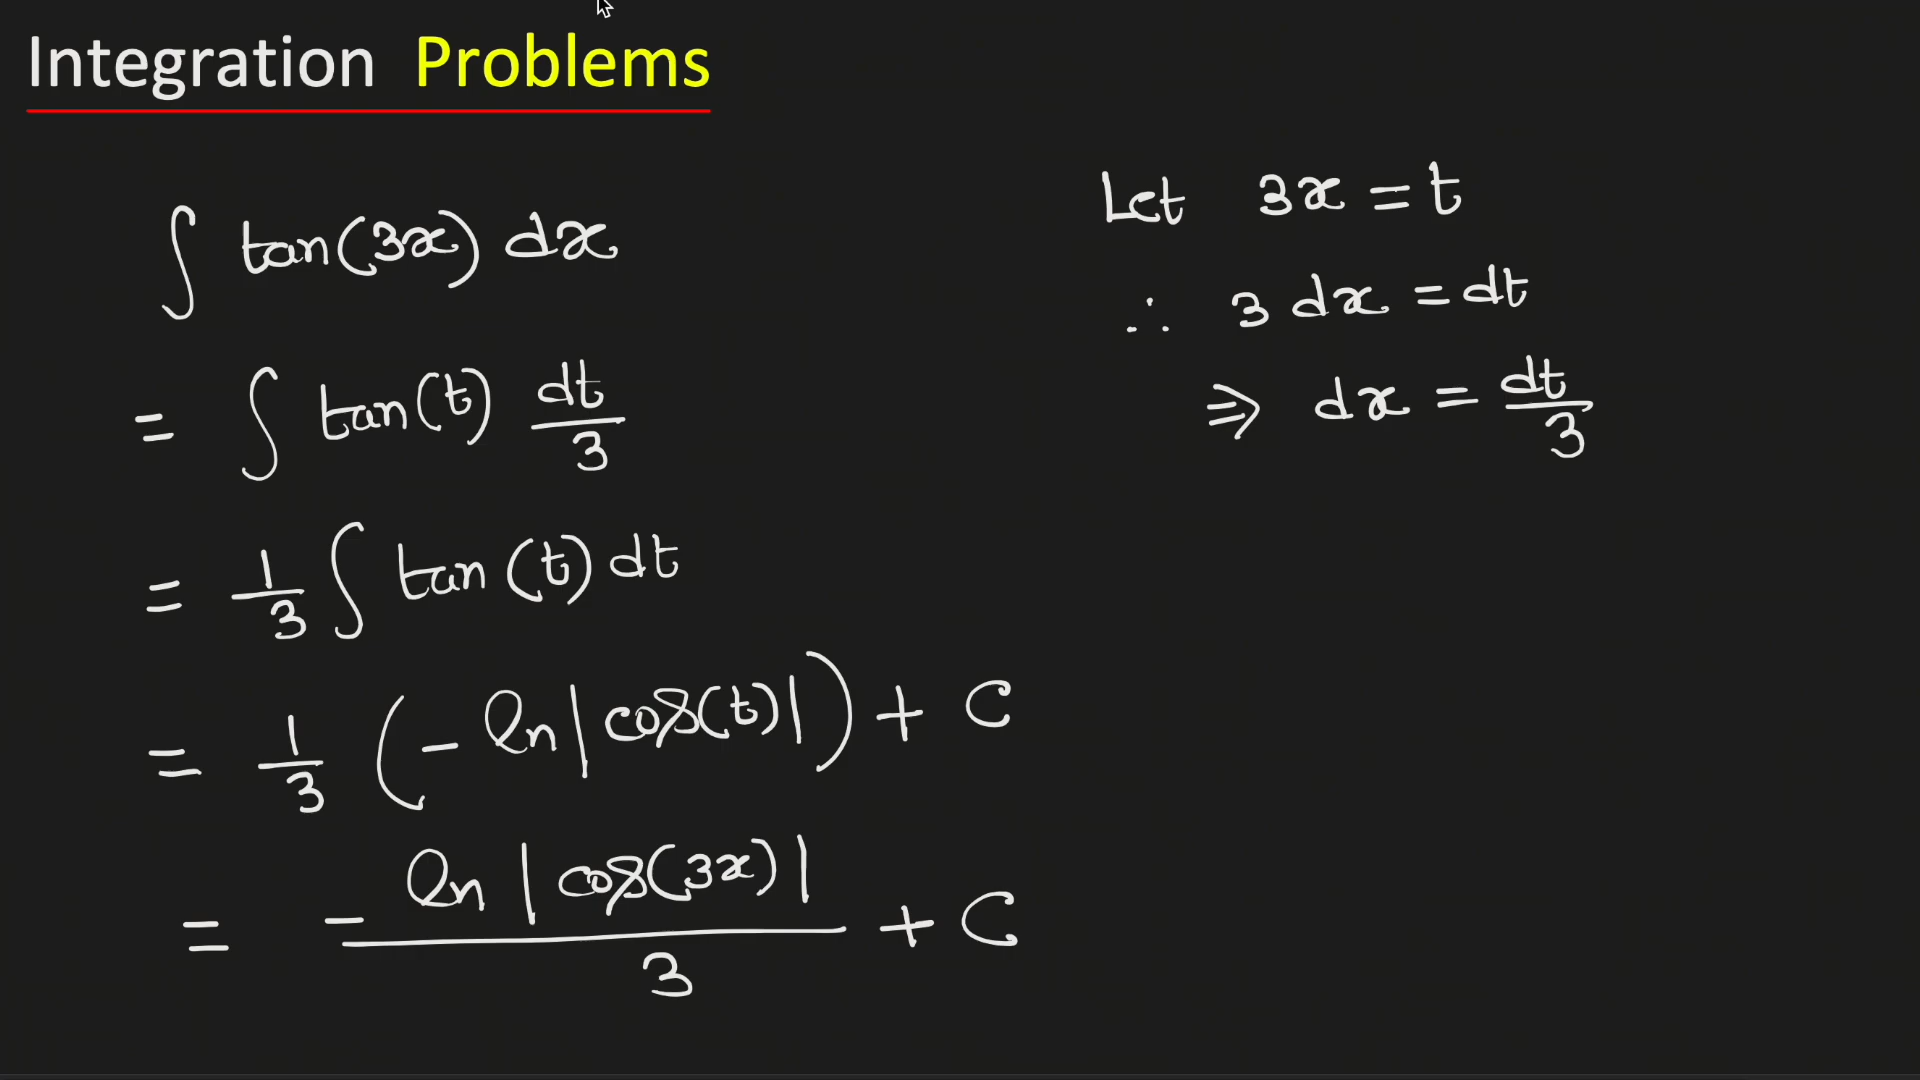 Integration Problems
∫ tan(3x) dx
= ∫ tan(t) dt/3
= 1/3 ∫ tan(t) dt
= 1/3 (- ln|cos(t)|) + C
= - ln|cos(3x)|/3 + C
Let 3x = t
∴ 3 dx = dt
⇒ dx = dt/3